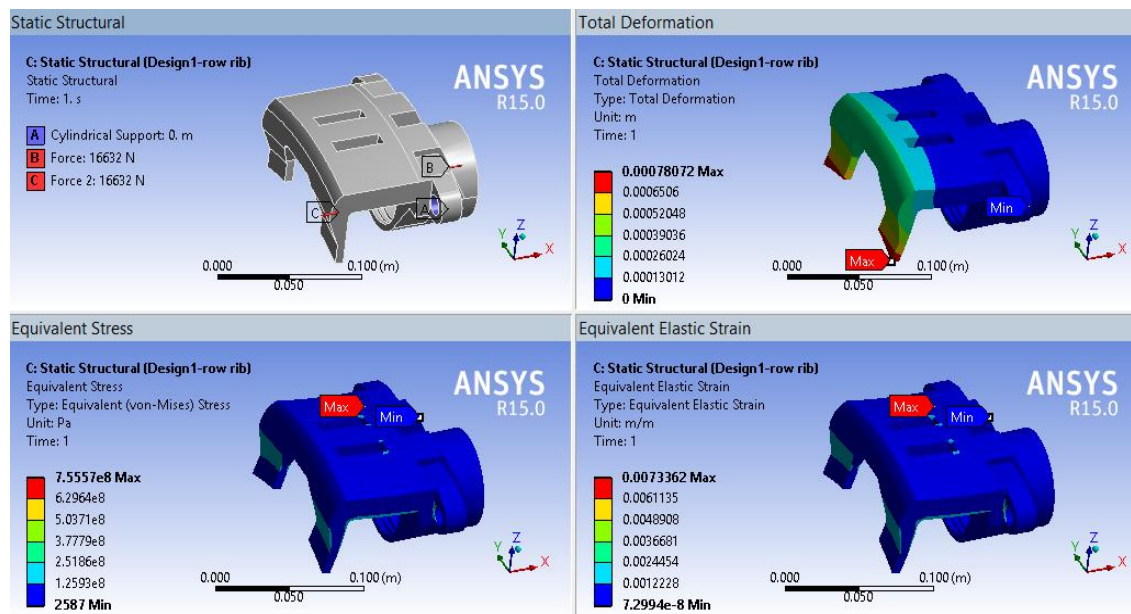 Static Structural
C: Static Structural (Design1-row rib)
Static Structural
Time: 1. s
A Cylindrical Support: 0. m
B Force: 16632 N
C Force 2: 16632 N
ANSYS
R15.0
B
A
C
0.000 0.100 (m)
0.050
Z
Y
X
Total Deformation
C: Static Structural (Design1-row rib)
Total Deformation
Type: Total Deformation
Unit: m
Time: 1
0.00078072 Max
0.0006506
0.00052048
0.00039036
0.00026024
0.00013012
0 Min
ANSYS
R15.0
Min
Max
0.000 0.100 (m)
0.050
Z
Y
X
Equivalent Stress
C: Static Structural (Design1-row rib)
Equivalent Stress
Type: Equivalent (von-Mises) Stress
Unit: Pa
Time: 1
7.5557e8 Max
6.2964e8
5.0371e8
3.7779e8
2.5186e8
1.2593e8
2587 Min
ANSYS
R15.0
Max
Min
0.000 0.100 (m)
0.050
Z
Y
X
Equivalent Elastic Strain
C: Static Structural (Design1-row rib)
Equivalent Elastic Strain
Type: Equivalent Elastic Strain
Unit: m/m
Time: 1
0.0073362 Max
0.0061135
0.0048908
0.0036681
0.0024454
0.0012228
7.2994e-8 Min
ANSYS
R15.0
Max
Min
0.000 0.100 (m)
0.050
Z
Y
X